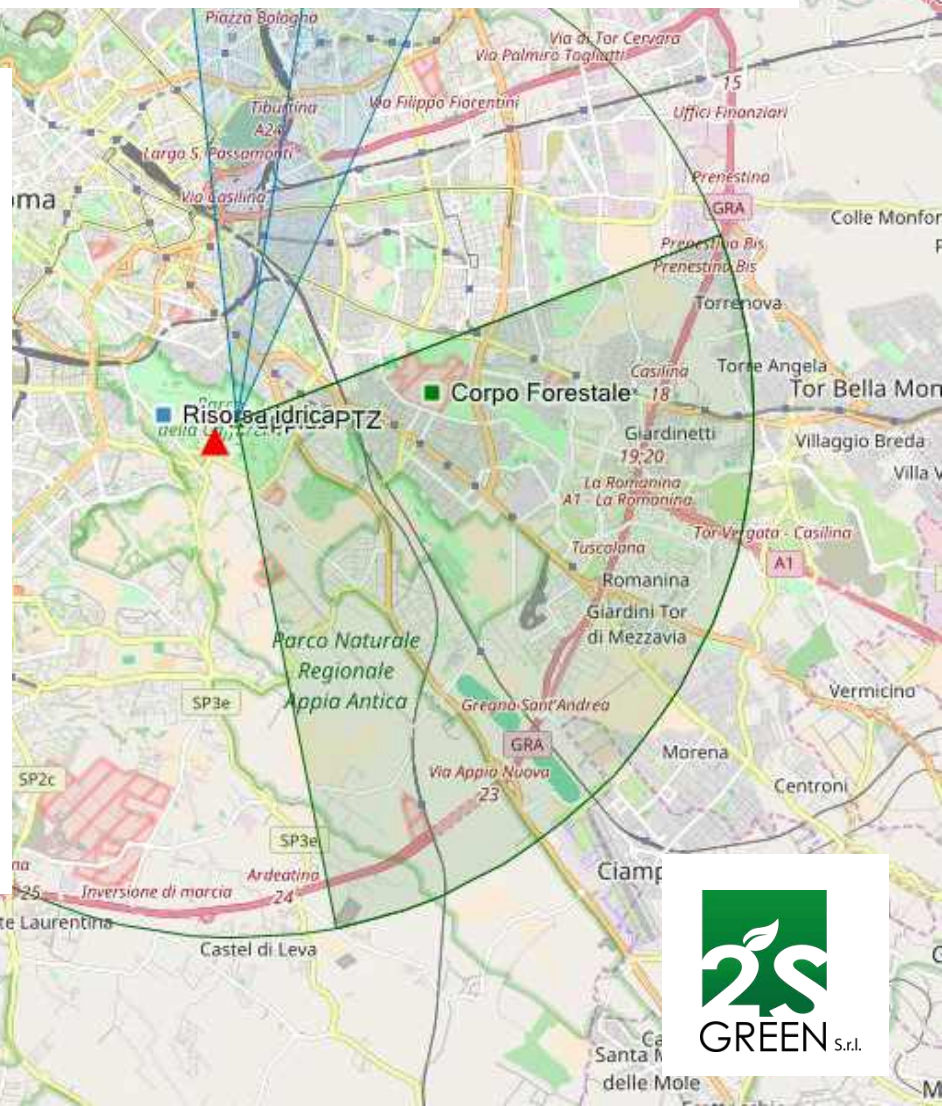 Piazza Bologna
Via di Tor Cervara
Via Palmiro Togliatti
15
Tiburtina
Via Filippo Fiorentini
Uffici Finanziari
A24
Largo S. Passamonti
Prenestina
Via Casilina
oma
GRA
Colle Monfor
Prenestino Bis
Prenestino Bis
Torrenova
Casilina
18
Torre Angela
Tor Bella Mon
Corpo Forestale
Risorsa idrica
PTZ
Giardinetti
19;20
Villaggio Breda
Villa V
La Romanina
A1 - La Romanina
Tor Vergata - Casilina
Tuscolana
A1
Romanina
Giardini Tor
di Mezzavia
Parco Naturale
Regionale
Appia Antica
SP3e
Vermicino
Gregna Sant'Andrea
GRA
Morena
SP2c
Via Appia Nuova
23
Centroni
SP3e
Ciamp
Ardeatina
24
25
Inversione di marcia
te Laurentina
Castel di Leva
2S
GREEN S.r.l.
Santa M
delle Mole